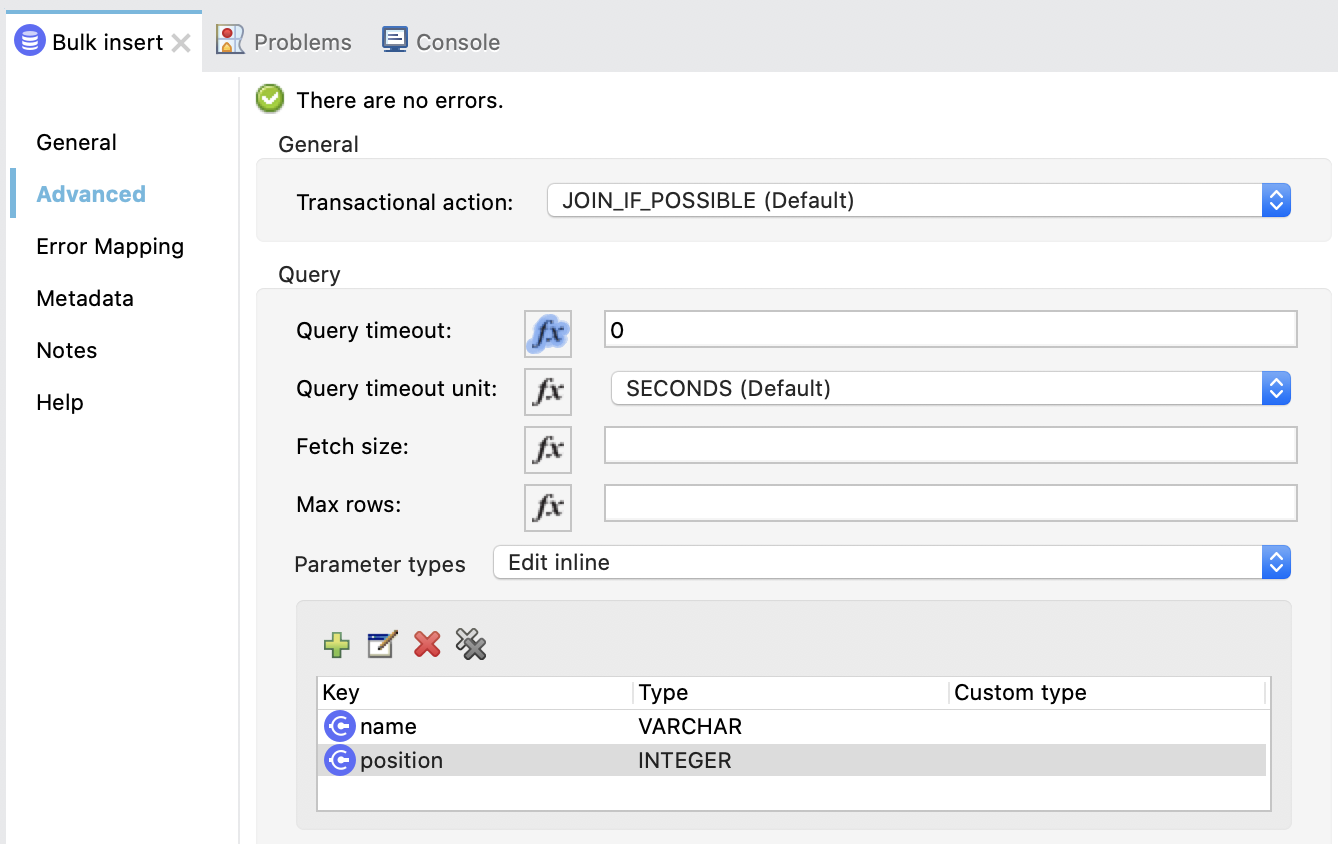 Bulk insert Problems Console
There are no errors.
General
Advanced
Error Mapping
Metadata
Notes
Help
General
Transactional action: JOIN_IF_POSSIBLE (Default)
Query
Query timeout: fx 0
Query timeout unit: fx SECONDS (Default)
Fetch size: fx
Max rows: fx
Parameter types Edit inline
Key Type Custom type
name VARCHAR
position INTEGER